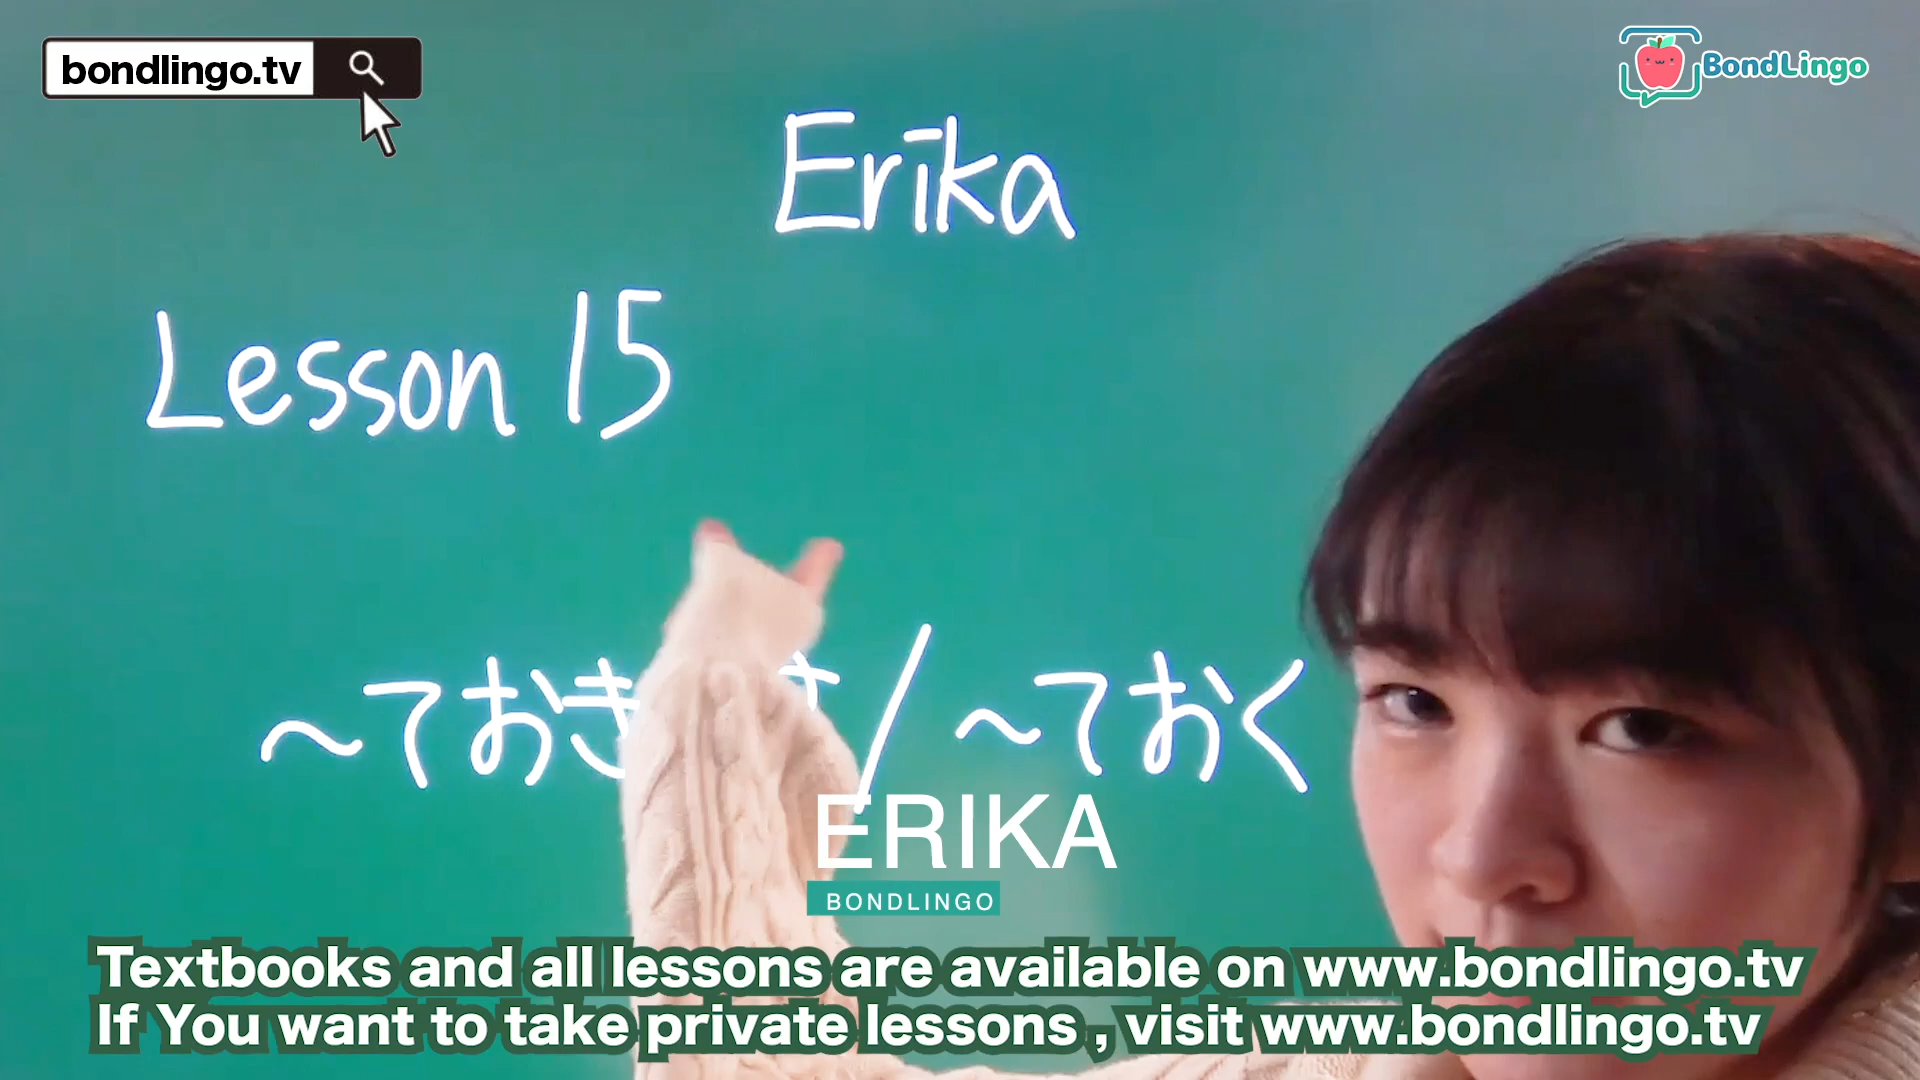 bondlingo.tv
BondLingo
Erika
Lesson 15
~ておき / ~ておく
ERIKA
BONDLINGO
Textbooks and all lessons are available on www.bondlingo.tv
If You want to take private lessons , visit www.bondlingo.tv